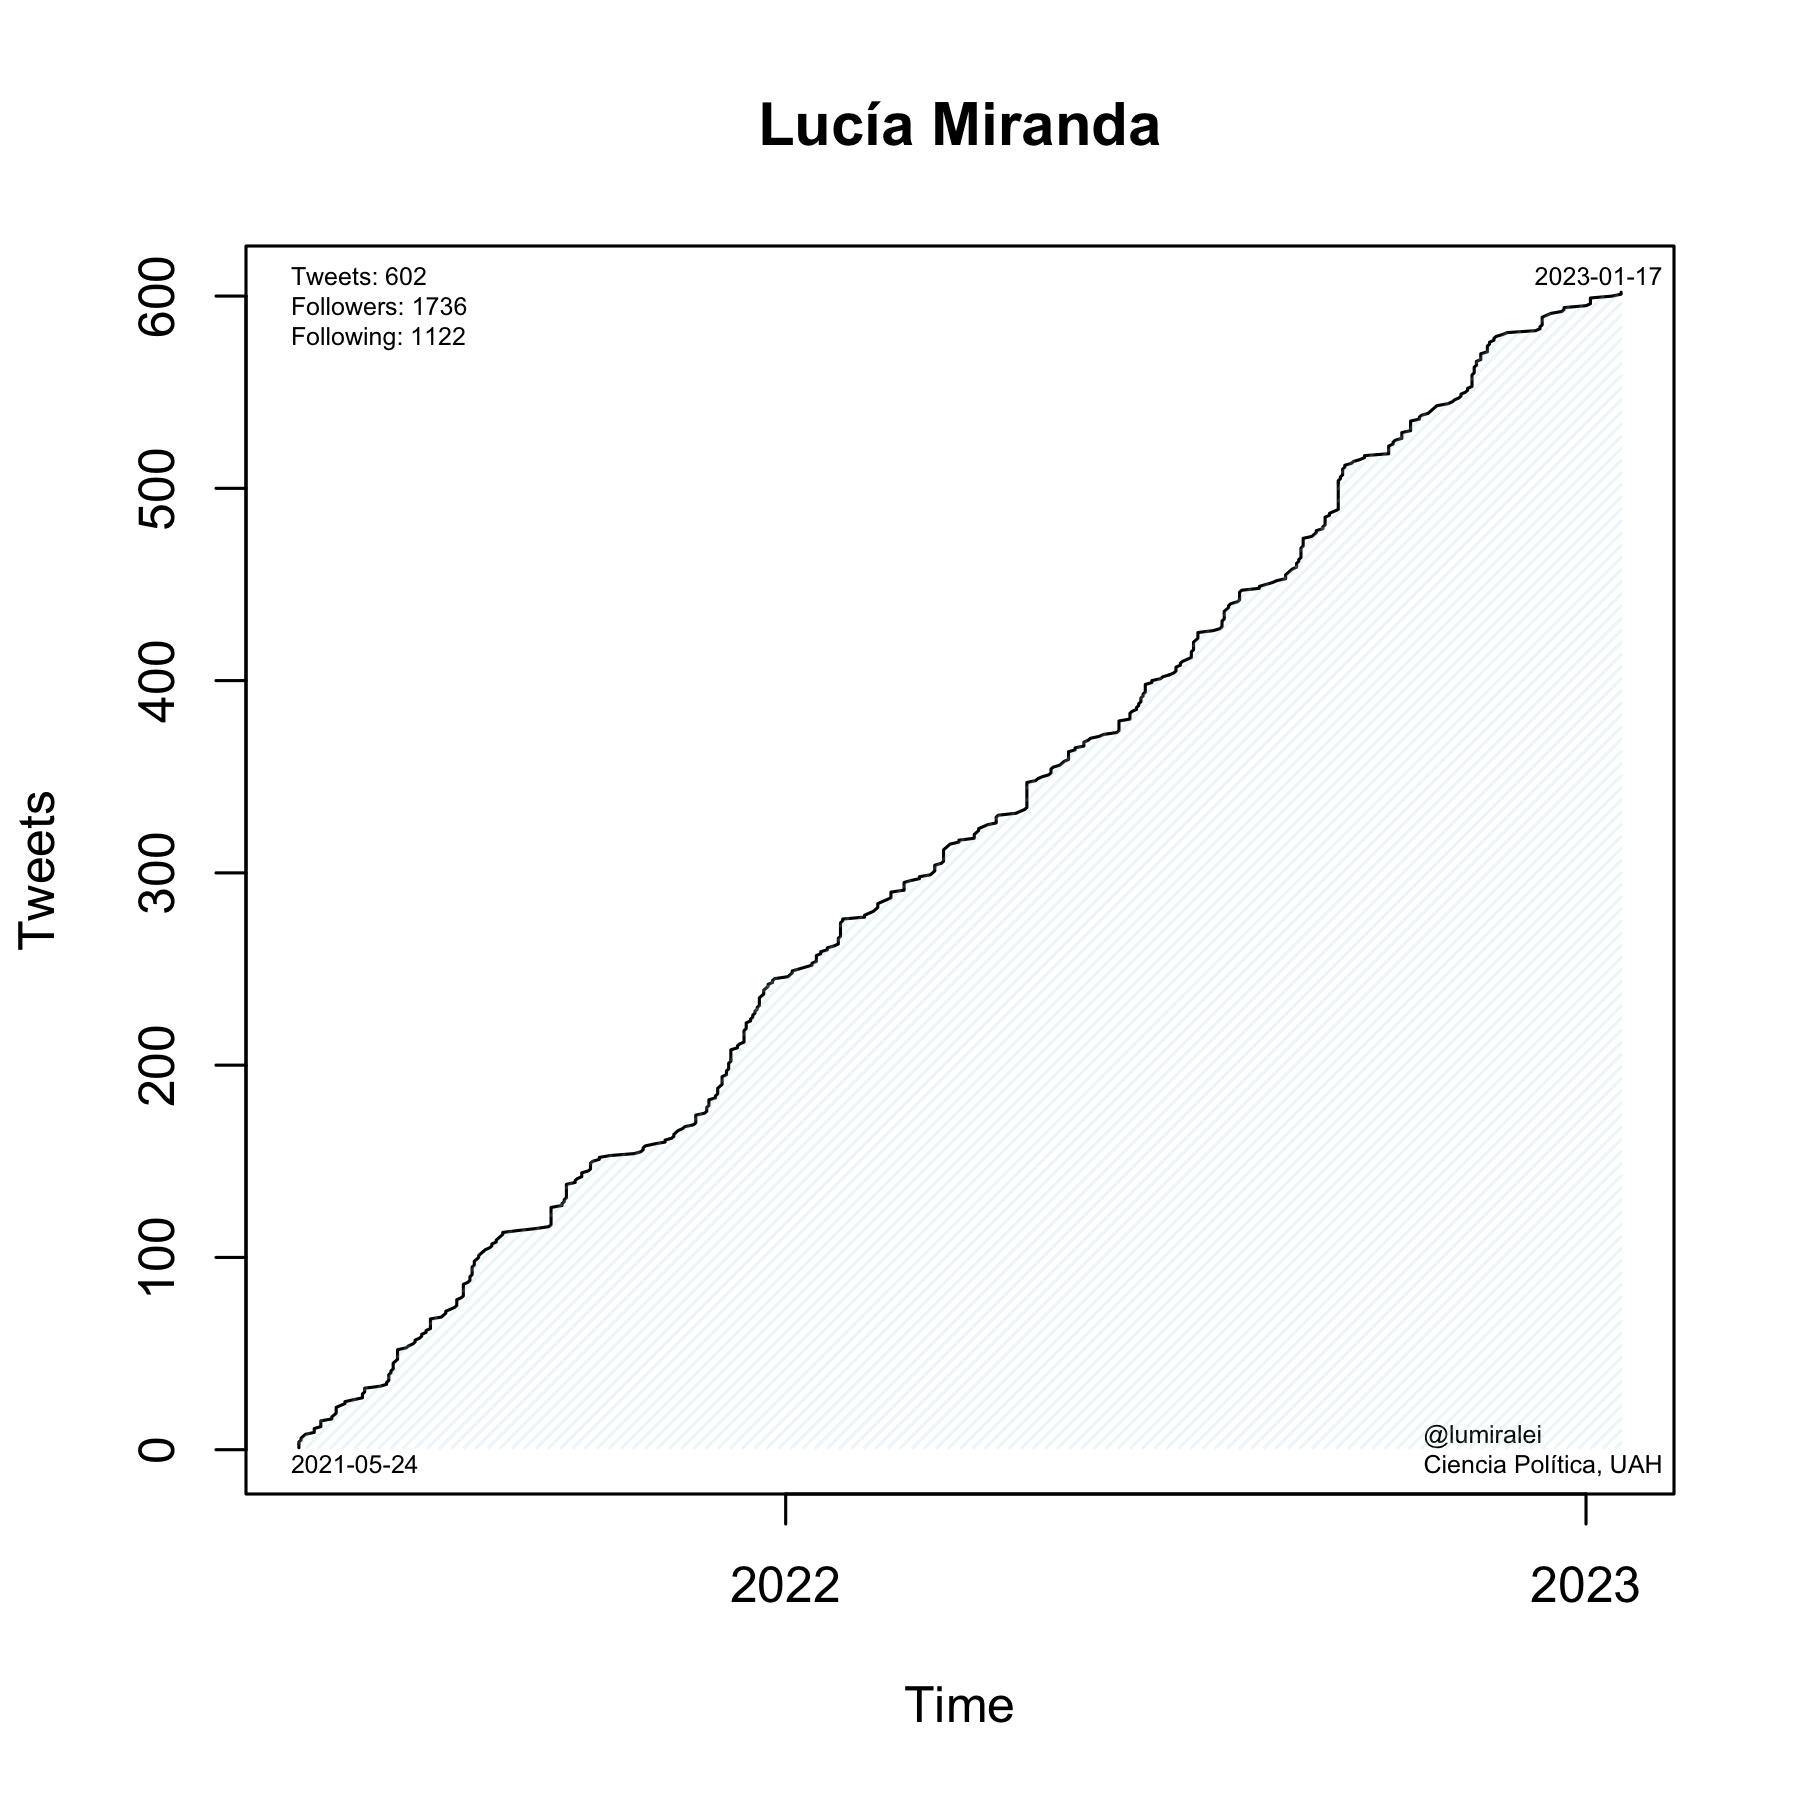 Lucía Miranda
Tweets: 602
Followers: 1736
Following: 1122
2023-01-17
600
500
400
300
200
100
0
Tweets
@lumiralei
Ciencia Política, UAH
2021-05-24
2022
2023
Time